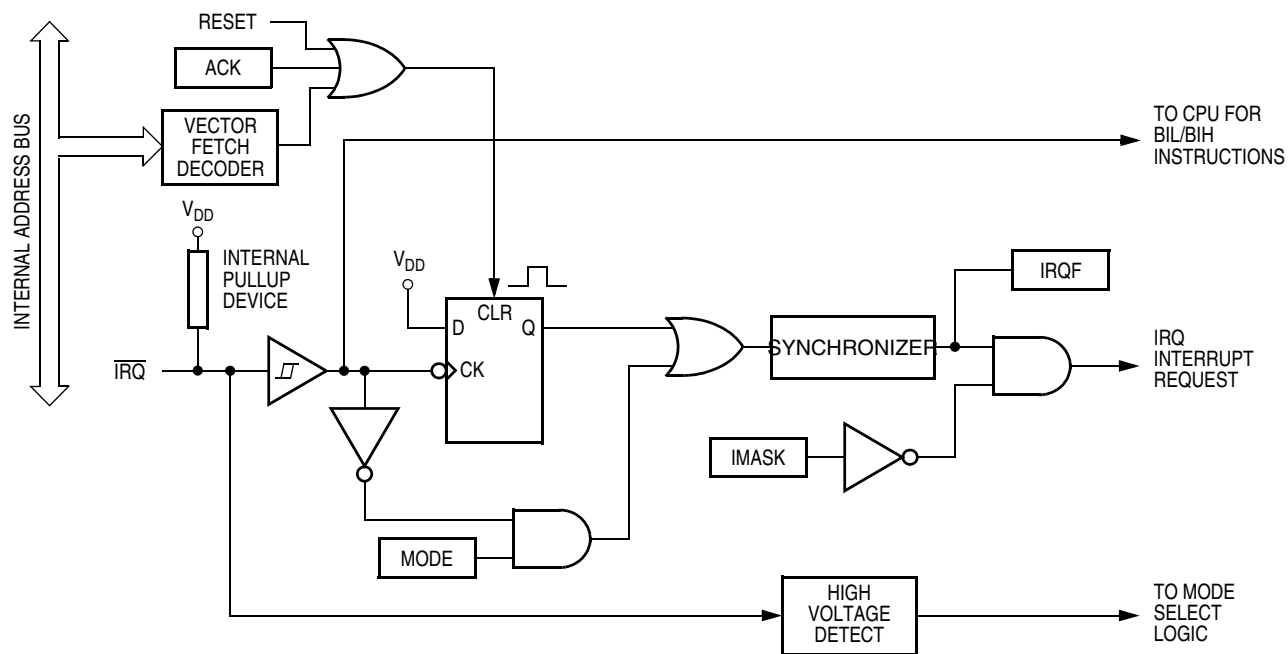 RESET
ACK
VECTOR
FETCH
DECODER
INTERNAL ADDRESS BUS
TO CPU FOR
BIL/BIH
INSTRUCTIONS
VDD
INTERNAL
PULLUP
DEVICE
VDD
CLR
D
Q
CK
IRQF
SYNCHRONIZER
IRQ
IRQ
INTERRUPT
REQUEST
IMASK
MODE
HIGH
VOLTAGE
DETECT
TO MODE
SELECT
LOGIC